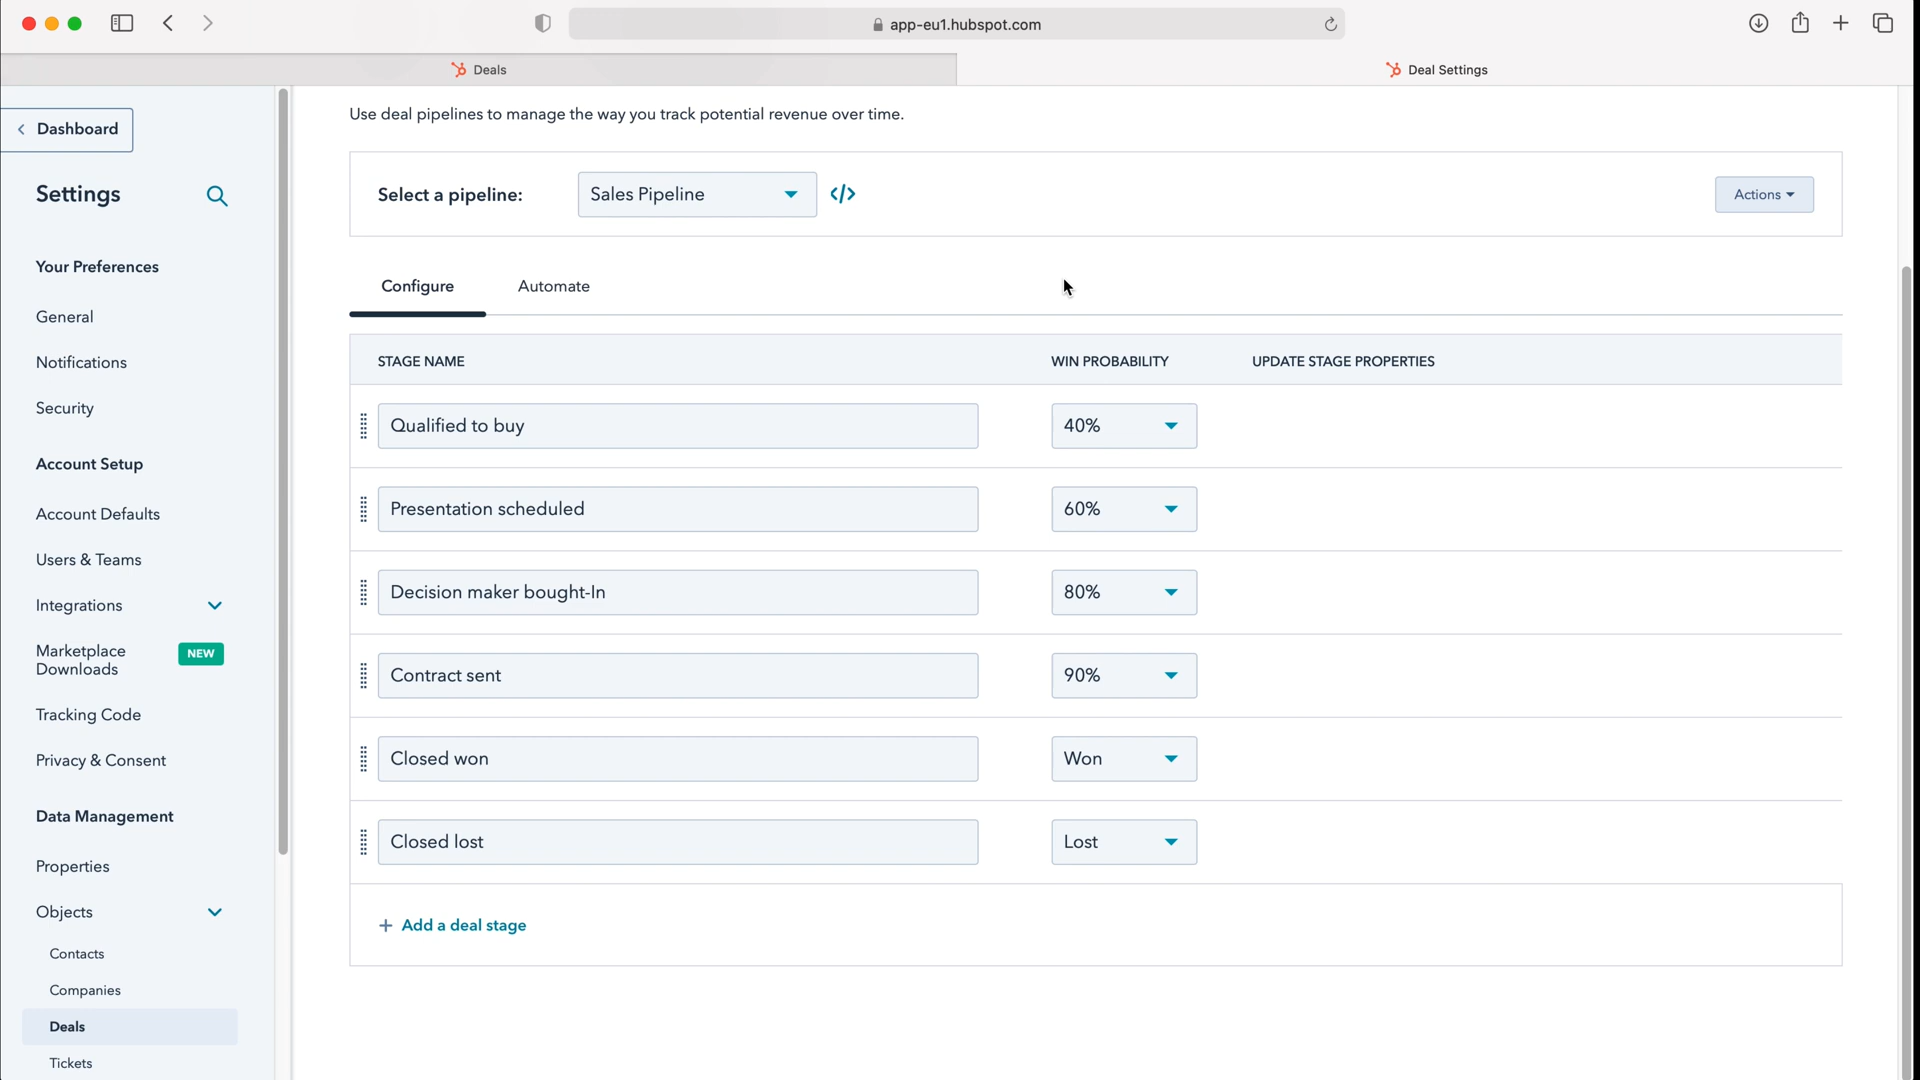 app-eu1.hubspot.com
Deals
Deal Settings
Dashboard
Settings
Your Preferences
General
Notifications
Security
Account Setup
Account Defaults
Users & Teams
Integrations
Marketplace
Downloads
NEW
Tracking Code
Privacy & Consent
Data Management
Properties
Objects
Contacts
Companies
Deals
Tickets
Use deal pipelines to manage the way you track potential revenue over time.
Select a pipeline:
Sales Pipeline
</>
Actions
Configure
Automate
STAGE NAME
WIN PROBABILITY
UPDATE STAGE PROPERTIES
Qualified to buy
40%
Presentation scheduled
60%
Decision maker bought-In
80%
Contract sent
90%
Closed won
Won
Closed lost
Lost
+ Add a deal stage